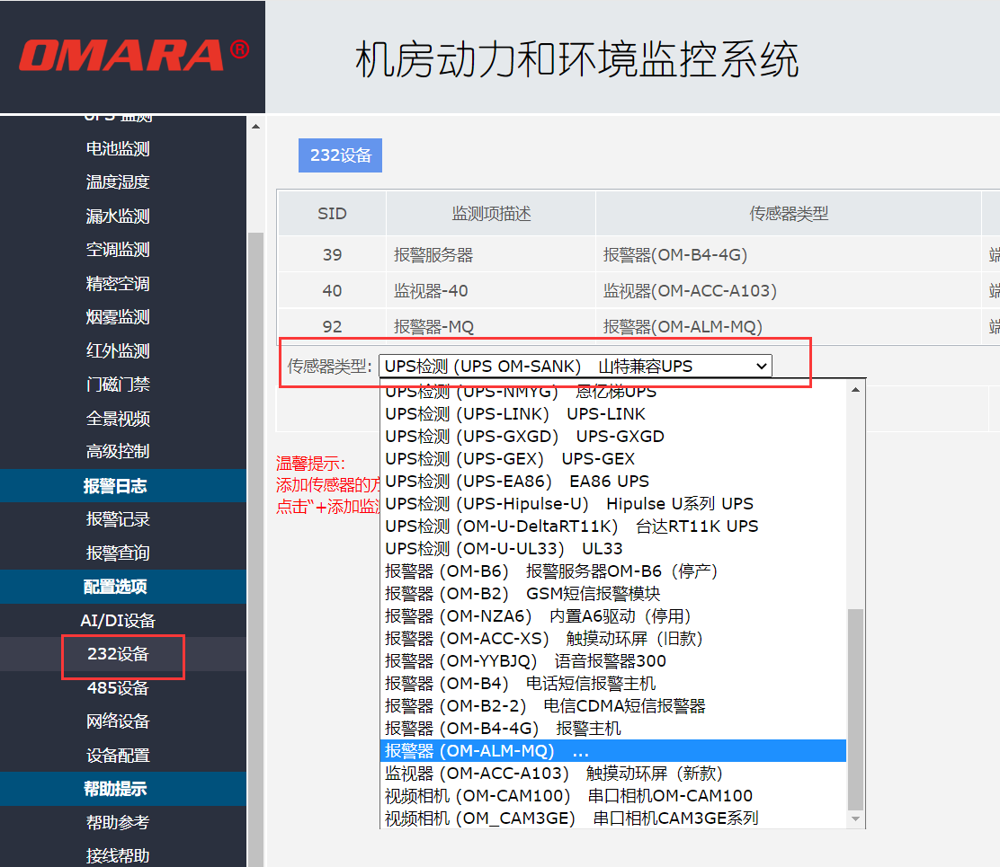 OMARA®
机房动力和环境监控系统
UPS 监测
电池监测
温度湿度
漏水监测
空调监测
精密空调
烟雾监测
红外监测
门磁门禁
全景视频
高级控制
报警日志
报警记录
报警查询
配置选项
AI/DI设备
232设备
485设备
网络设备
设备配置
帮助提示
帮助参考
接线帮助
232设备
SID 监测项描述 传感器类型
39 报警服务器 报警器(OM-B4-4G) 端
40 监视器-40 监视器(OM-ACC-A103) 端
92 报警器-MQ 报警器(OM-ALM-MQ) 端
传感器类型: UPS检测 (UPS OM-SANK) 山特兼容UPS
UPS检测 (UPS-NMYG) 恩亿梯UPS
UPS检测 (UPS-LINK) UPS-LINK
UPS检测 (UPS-GXGD) UPS-GXGD
UPS检测 (UPS-GEX) UPS-GEX
UPS检测 (UPS-EA86) EA86 UPS
UPS检测 (UPS-Hipulse-U) Hipulse U系列 UPS
UPS检测 (OM-U-DeltaRT11K) 台达RT11K UPS
UPS检测 (OM-U-UL33) UL33
报警器 (OM-B6) 报警服务器OM-B6（停产）
报警器 (OM-B2) GSM短信报警模块
报警器 (OM-NZA6) 内置A6驱动（停用）
报警器 (OM-ACC-XS) 触摸动环屏（旧款）
报警器 (OM-YYBJQ) 语音报警器300
报警器 (OM-B4) 电话短信报警主机
报警器 (OM-B2-2) 电信CDMA短信报警器
报警器 (OM-B4-4G) 报警主机
报警器 (OM-ALM-MQ) ...
监视器 (OM-ACC-A103) 触摸动环屏（新款）
视频相机 (OM-CAM100) 串口相机OM-CAM100
视频相机 (OM_CAM3GE) 串口相机CAM3GE系列
温馨提示:
添加传感器的方
点击“+添加监测